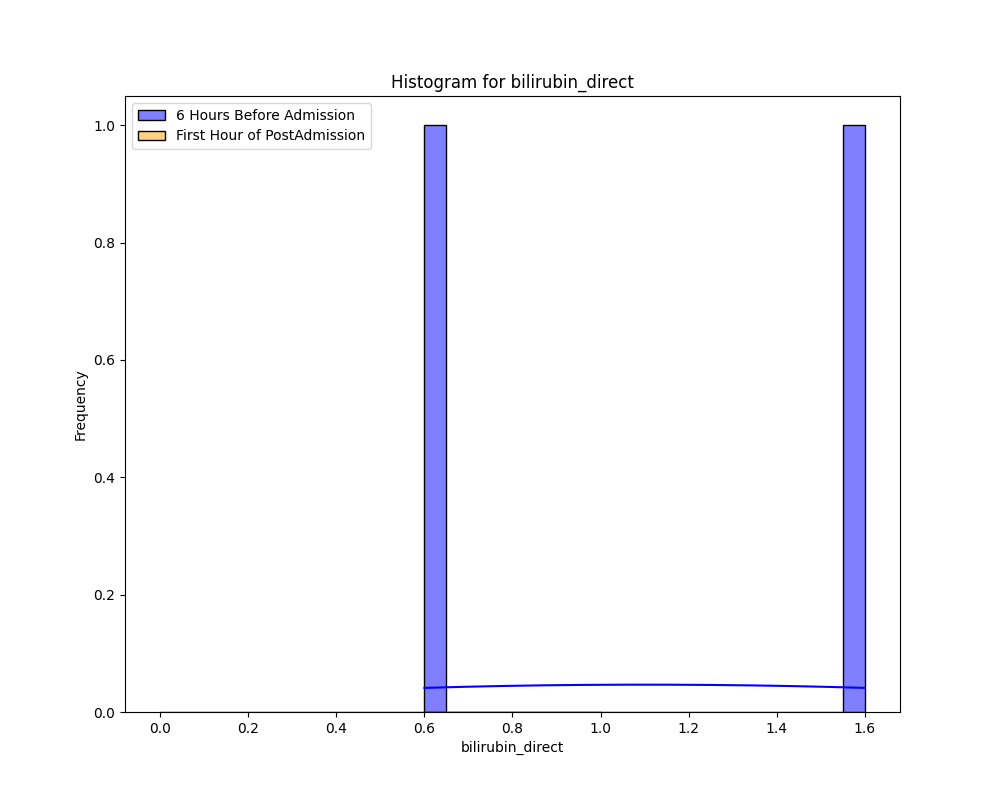 Histogram for bilirubin_direct
6 Hours Before Admission
First Hour of PostAdmission
1.0
0.8
0.6
0.4
0.2
0.0
Frequency
0.0 0.2 0.4 0.6 0.8 1.0 1.2 1.4 1.6
bilirubin_direct